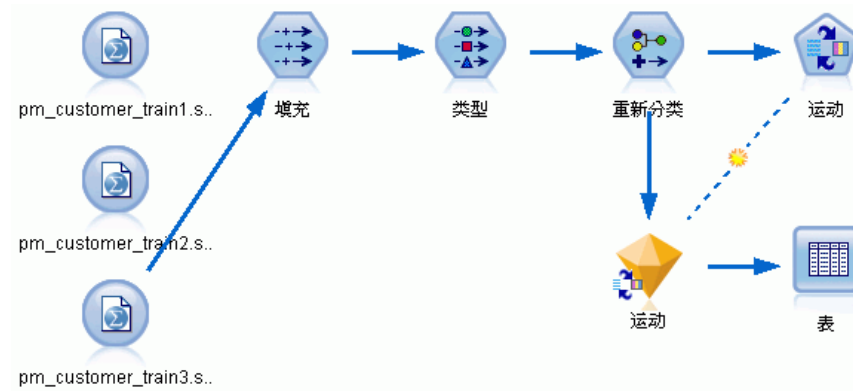 pm_customer_train1.s..
填充
类型
重新分类
运动
pm_customer_train2.s..
运动
表
pm_customer_train3.s..